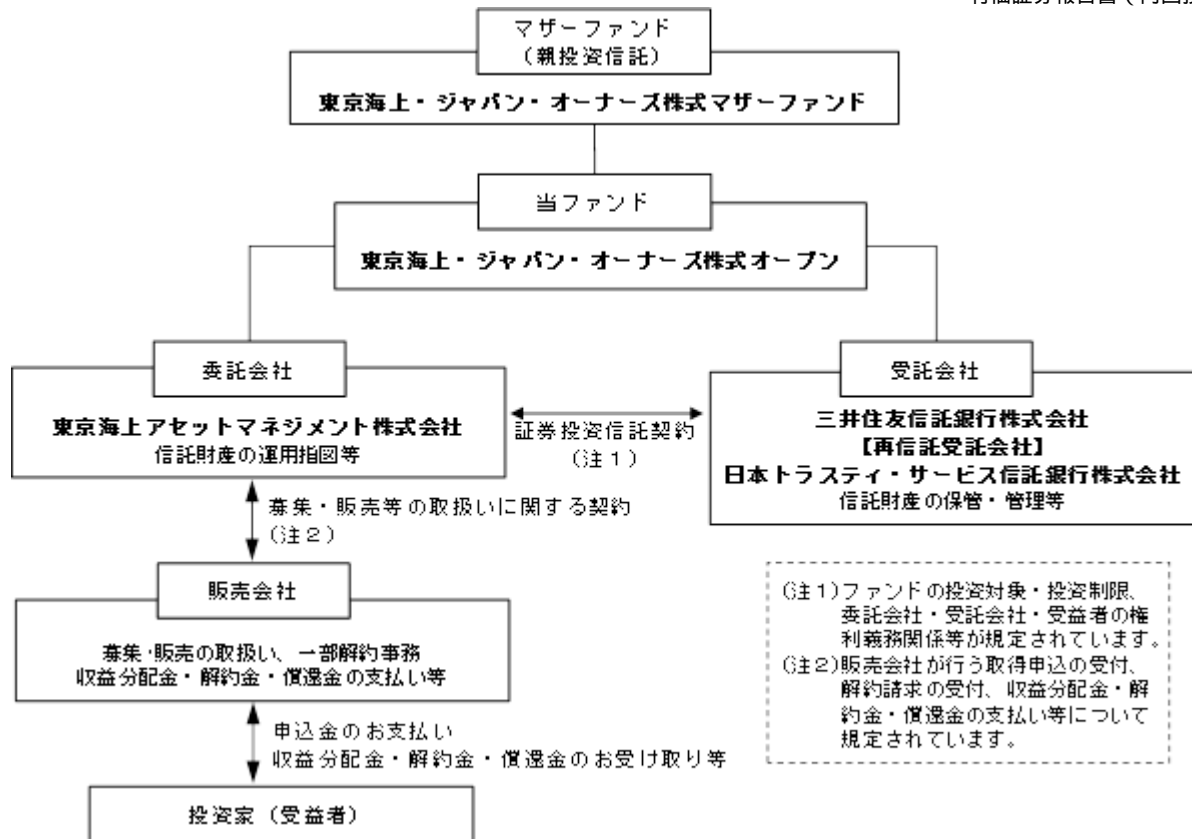 有価証券報告書（内国投
マザーファンド
（親投資信託）
東京海上・ジャパン・オーナーズ株式マザーファンド
当ファンド
東京海上・ジャパン・オーナーズ株式オープン
委託会社
東京海上アセットマネジメント株式会社
信託財産の運用指図等
証券投資信託契約
（注１）
受託会社
三井住友信託銀行株式会社
【再信託受託会社】
日本トラスティ・サービス信託銀行株式会社
信託財産の保管・管理等
募集・販売等の取扱いに関する契約
（注２）
販売会社
募集・販売の取扱い、一部解約事務
収益分配金・解約金・償還金の支払い等
申込金のお支払い
収益分配金・解約金・償還金のお受け取り等
投資家（受益者）
（注１）ファンドの投資対象・投資制限、
委託会社・受託会社・受益者の権
利義務関係等が規定されています。
（注２）販売会社が行う取得申込の受付、
解約請求の受付、収益分配金・解
約金・償還金の支払い等について
規定されています。